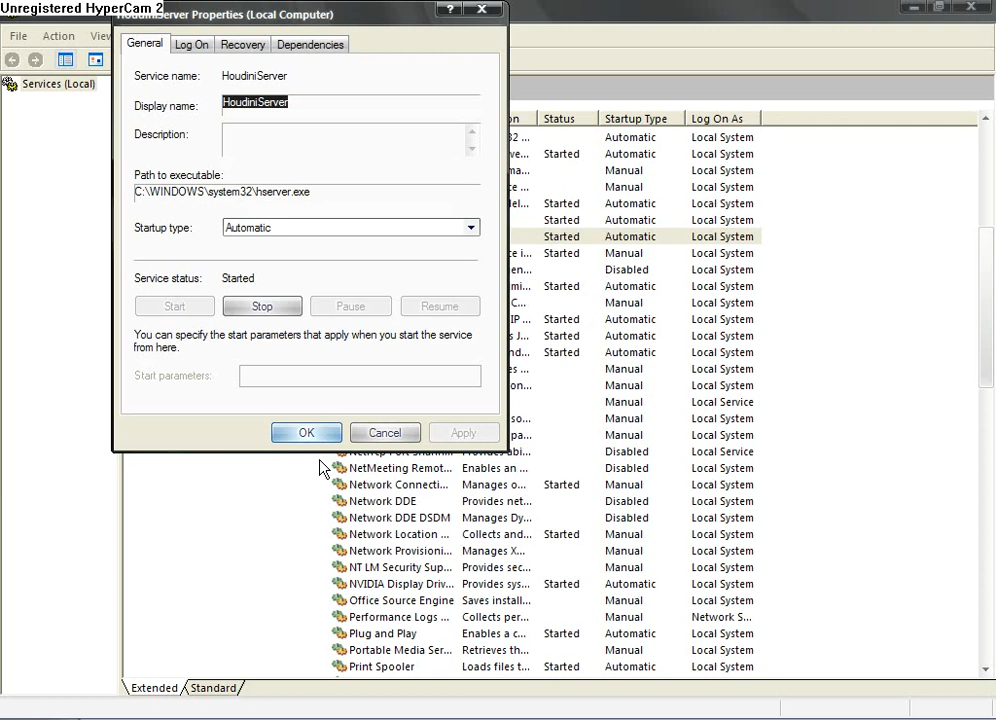 Unregistered HyperCam 2
HoudiniServer Properties (Local Computer)
File Action View
Services (Local)
General Log On Recovery Dependencies
Service name: HoudiniServer
Display name: HoudiniServer
Description:
Path to executable:
C:\WINDOWS\system32\hserver.exe
Startup type: Automatic
Service status: Started
Start Stop Pause Resume
You can specify the start parameters that apply when you start the service
from here.
Start parameters:
OK Cancel Apply
Status Startup Type Log On As
Automatic Local System
Started Automatic Local System
Manual Local System
Manual Local System
Started Automatic Local System
Started Automatic Local System
Started Automatic Local System
Started Manual Local System
Disabled Local System
Started Automatic Local System
Manual Local System
Started Automatic Local System
Started Automatic Local System
Started Automatic Local System
Manual Local System
Manual Local System
Manual Local Service
Manual Local System
Manual Local System
Disabled Local Service
NetMeeting Remot... Enables an ... Disabled Local System
Network Connecti... Manages o... Started Manual Local System
Network DDE Provides net... Disabled Local System
Network DDE DSDM Manages Dy... Disabled Local System
Network Location ... Collects and... Started Manual Local System
Network Provisioni... Manages X... Manual Local System
NT LM Security Sup... Provides sec... Manual Local System
NVIDIA Display Driv... Provides sys... Started Automatic Local System
Office Source Engine Saves install... Manual Local System
Performance Logs ... Collects per... Manual Network S...
Plug and Play Enables a c... Started Automatic Local System
Portable Media Ser... Retrieves th... Manual Local System
Print Spooler Loads files t... Started Automatic Local System
Extended Standard